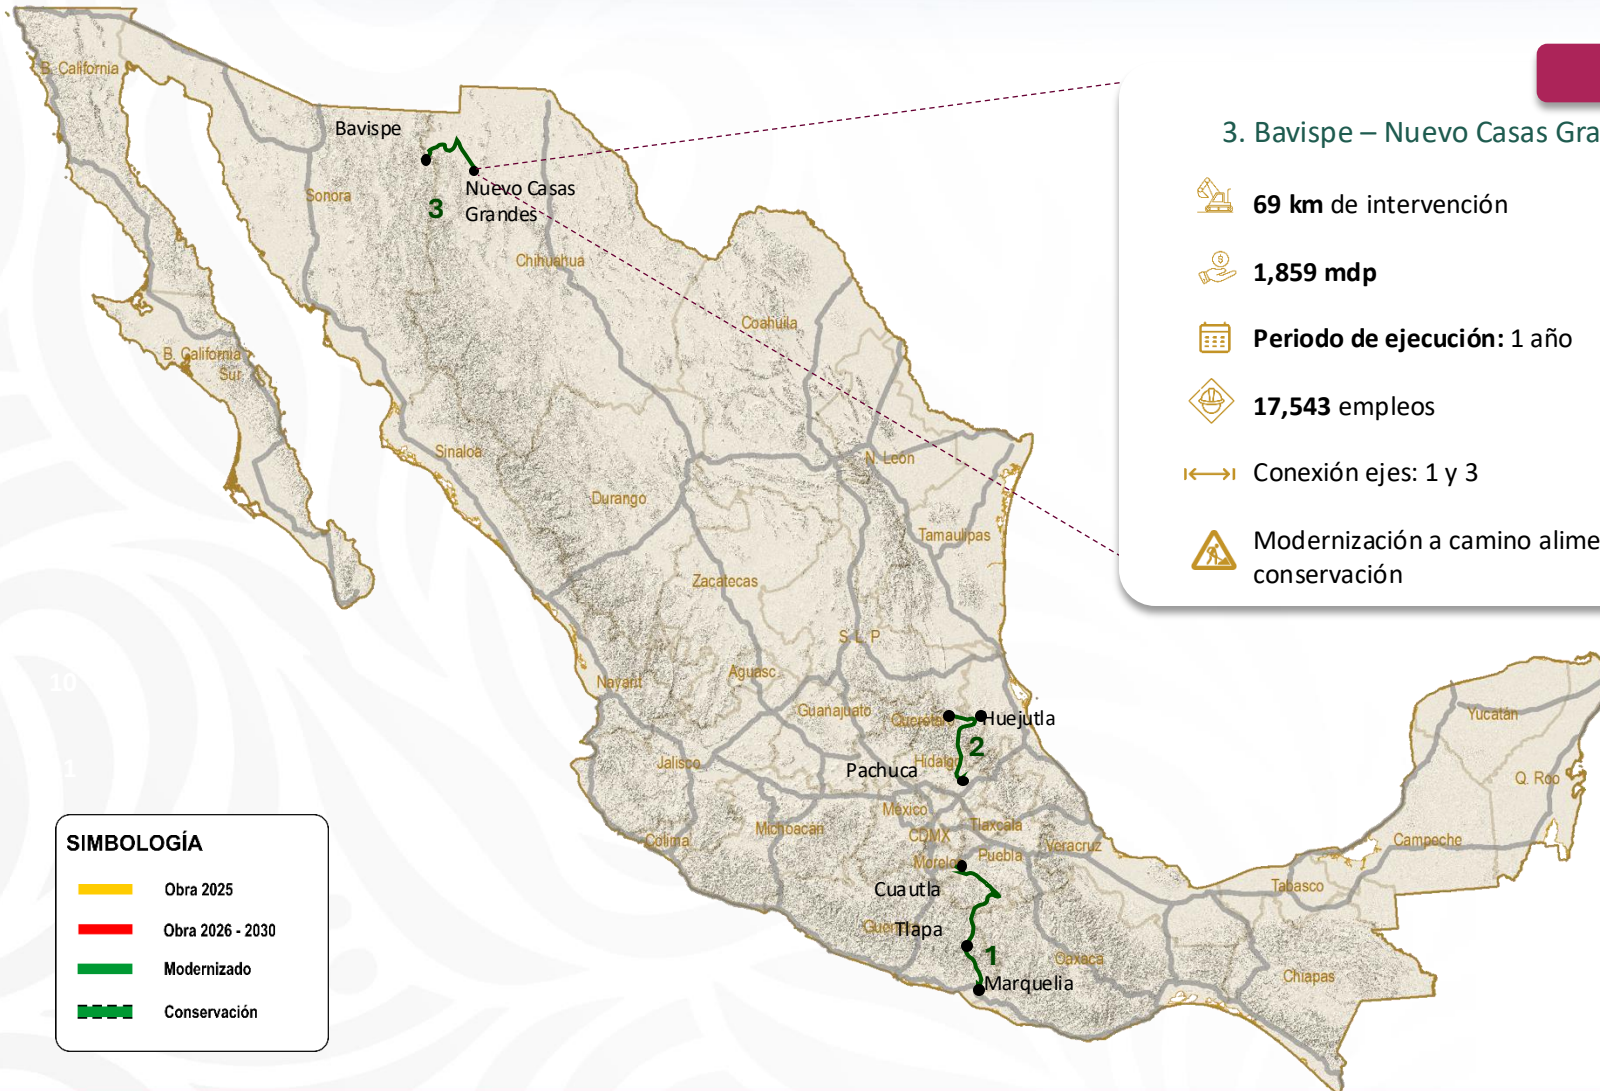 B. California
Bavispe
Sonora
Nuevo Casas
Grandes
3
Chihuahua
Coahuila
B. California
Sur
Sinaloa
N. León
Durango
Tamaulipas
Zacatecas
S. L. P
Aguasc
Nayarit
Guanajuato
Huejutla
2
Hidalgo
Pachuca
Jalisco
México
Michoacán
CDMX
Tlaxcala
Colima
Veracruz
Puebla
Cuautla
Tlapa
1
Oaxaca
Marquelia
Yucatán
Q. Roo
Campeche
Tabasco
Chiapas
3. Bavispe – Nuevo Casas Gra
69 km de intervención
1,859 mdp
Periodo de ejecución: 1 año
17,543 empleos
Conexión ejes: 1 y 3
Modernización a camino alime
conservación
10
1
SIMBOLOGÍA
Obra 2025
Obra 2026 - 2030
Modernizado
Conservación